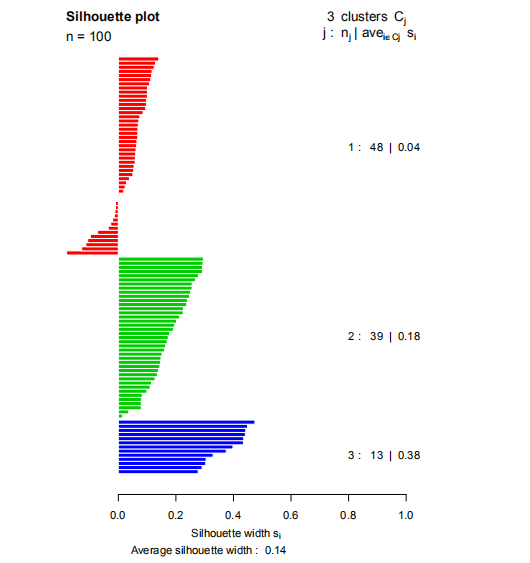 Silhouette plot
n = 100
3 clusters Cj
j : nj | avei∈Cj si
1 : 48 | 0.04
2 : 39 | 0.18
3 : 13 | 0.38
0.0 0.2 0.4 0.6 0.8 1.0
Silhouette width si
Average silhouette width : 0.14